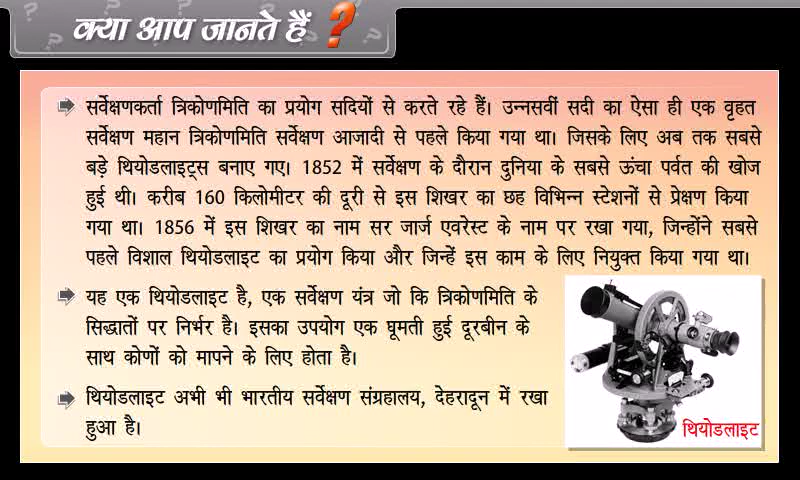 क्या आप जानते हैं ?
सर्वेक्षणकर्ता त्रिकोणमिति का प्रयोग सदियों से करते रहे हैं। उन्नसवीं सदी का ऐसा ही एक वृहत
सर्वेक्षण महान त्रिकोणमिति सर्वेक्षण आजादी से पहले किया गया था। जिसके लिए अब तक सबसे
बड़े थियोडलाइट्स बनाए गए। 1852 में सर्वेक्षण के दौरान दुनिया के सबसे ऊंचा पर्वत की खोज
हुई थी। करीब 160 किलोमीटर की दूरी से इस शिखर का छह विभिन्न स्टेशनों से प्रेक्षण किया
गया था। 1856 में इस शिखर का नाम सर जार्ज एवरेस्ट के नाम पर रखा गया, जिन्होंने सबसे
पहले विशाल थियोडलाइट का प्रयोग किया और जिन्हें इस काम के लिए नियुक्त किया गया था।
यह एक थियोडलाइट है, एक सर्वेक्षण यंत्र जो कि त्रिकोणमिति के
सिद्धातों पर निर्भर है। इसका उपयोग एक घूमती हुई दूरबीन के
साथ कोणों को मापने के लिए होता है।
थियोडलाइट अभी भी भारतीय सर्वेक्षण संग्रहालय, देहरादून में रखा
हुआ है।
थियोडलाइट